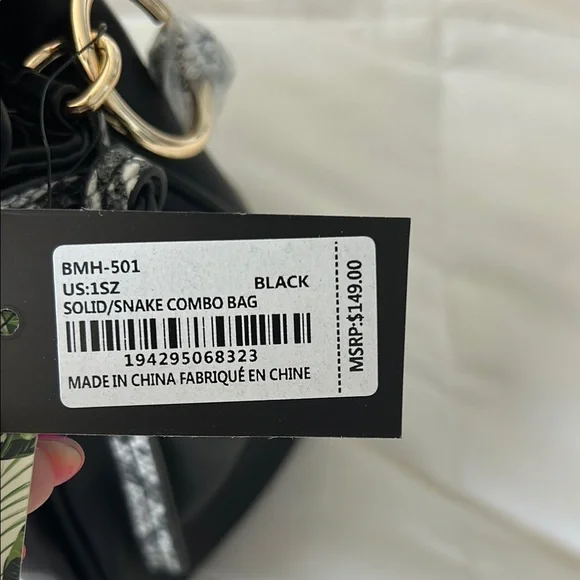 BMH-501
US:1SZ BLACK
SOLID/SNAKE COMBO BAG
194295068323
MADE IN CHINA FABRIQUÉ EN CHINE
MSRP:$149.00